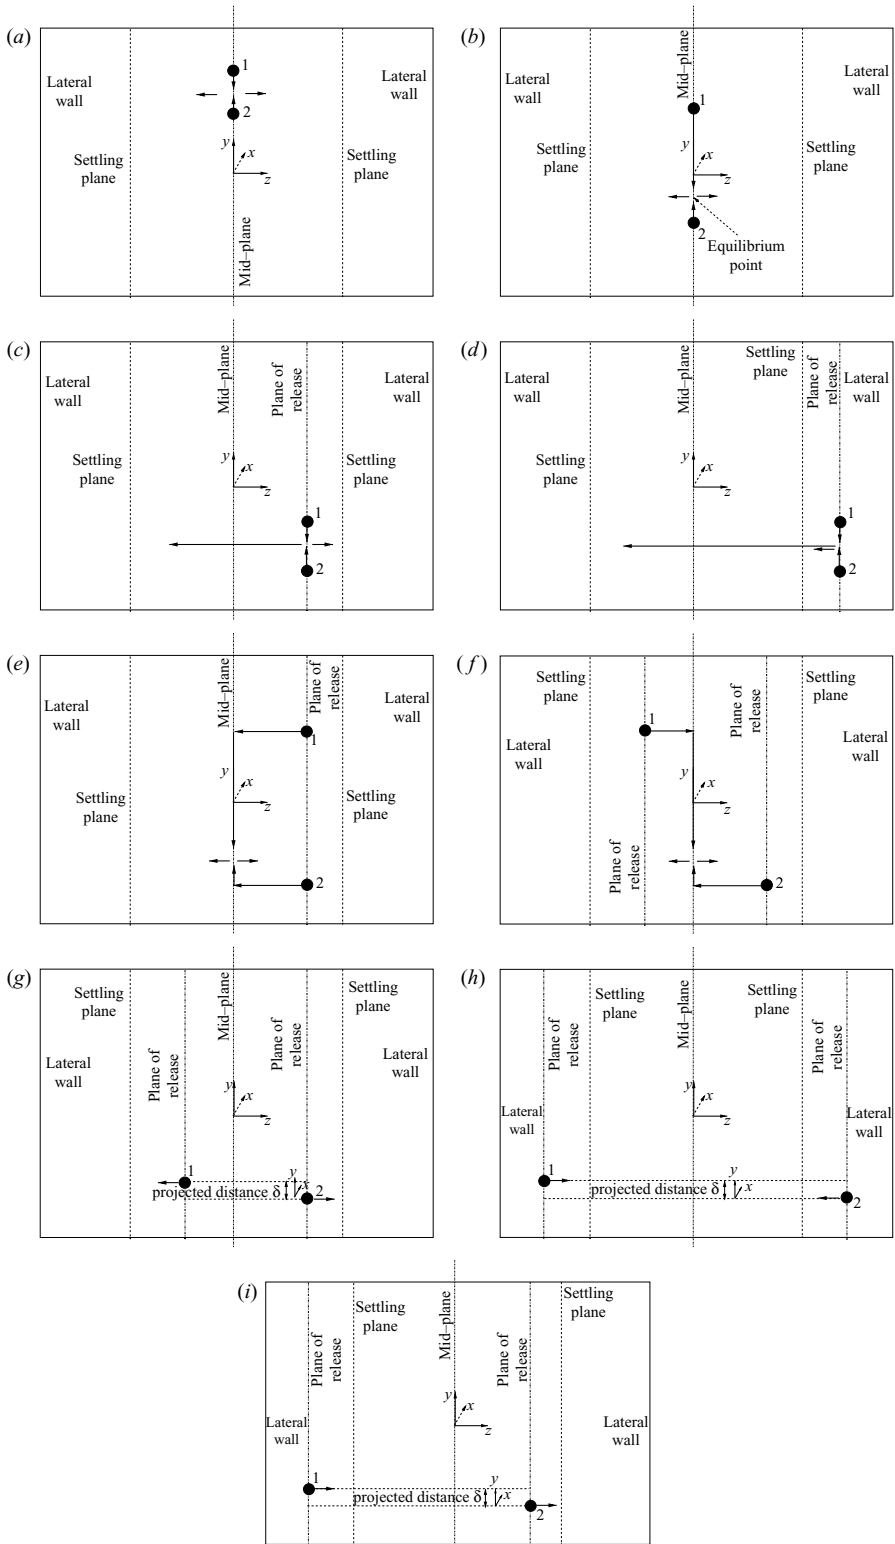 (a)
Lateral
wall
Settling
plane
1
2
y
x
z
Mid–plane
Lateral
wall
Settling
plane
(b)
Lateral
wall
Settling
plane
Mid–plane
1
y
x
z
2
Equilibrium
point
Lateral
wall
Settling
plane
(c)
Lateral
wall
Settling
plane
Mid–plane
Plane of
release
y
x
z
1
2
Lateral
wall
Settling
plane
(d)
Lateral
wall
Settling
plane
Mid–plane
Settling
plane
Plane of
release
Lateral
wall
y
x
z
1
2
(e)
Lateral
wall
Settling
plane
Mid–plane
Plane of
release
1
y
x
z
2
Lateral
wall
Settling
plane
(f)
Settling
plane
Lateral
wall
1
Plane of
release
y
x
z
Plane of
release
2
Settling
plane
Lateral
wall
(g)
Settling
plane
Lateral
wall
Plane of
release
Mid–plane
Plane of
release
y
x
z
1
projected distance δ
y
x
2
Settling
plane
Lateral
wall
(h)
Plane of
release
Settling
plane
Lateral
wall
Mid–plane
Settling
plane
Plane of
release
y
x
z
1
projected distance δ
y
x
2
Lateral
wall
(i)
Plane of
release
Settling
plane
Lateral
wall
Mid–plane
Plane of
release
Settling
plane
y
x
z
1
projected distance δ
y
x
2
Lateral
wall